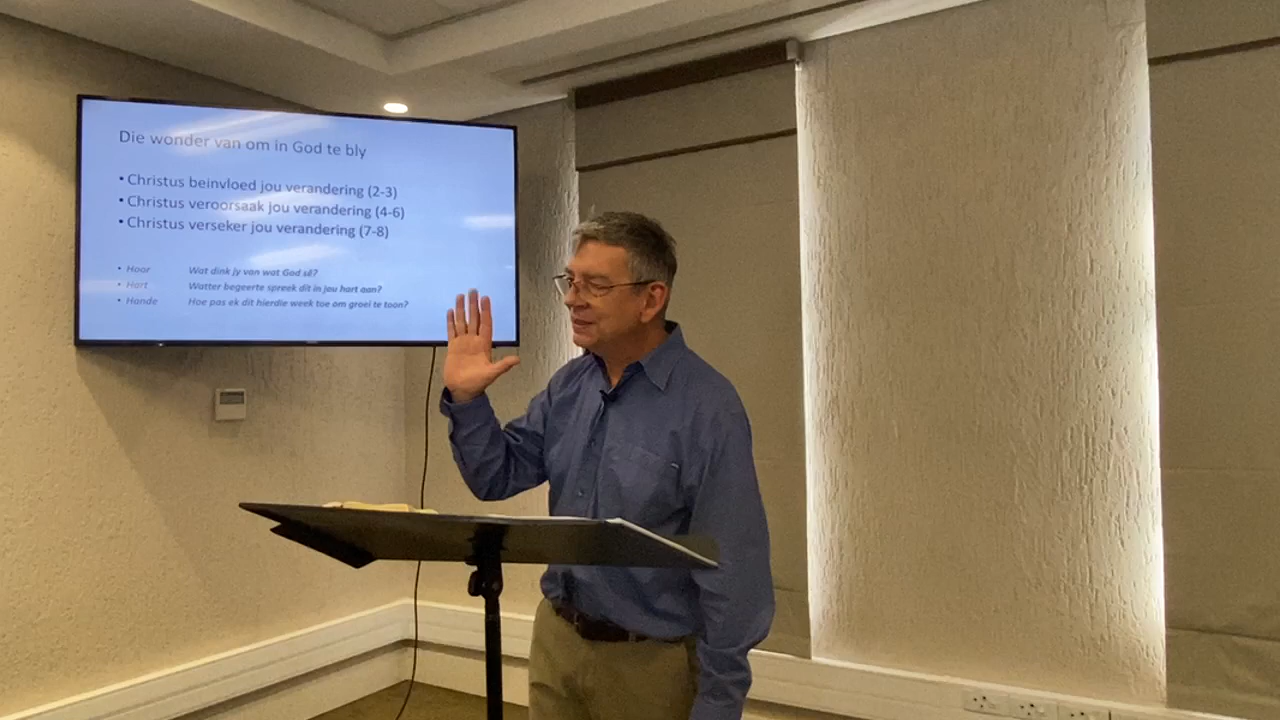 Die wonder van om in God te bly
• Christus beinvloed jou verandering (2-3)
• Christus veroorsaak jou verandering (4-6)
• Christus verseker jou verandering (7-8)
• Hoor Wat dink jy van wat God sê?
• Hart Watter begeerte spreek dit in jou hart aan?
• Hande Hoe pas ek dit hierdie week toe om groei te toon?